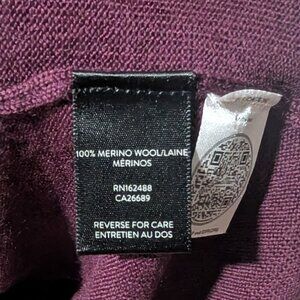 100% MERINO WOOL/LAINE
MÉRINOS
RN162488
CA26689
REVERSE FOR CARE
ENTRETIEN AU DOS